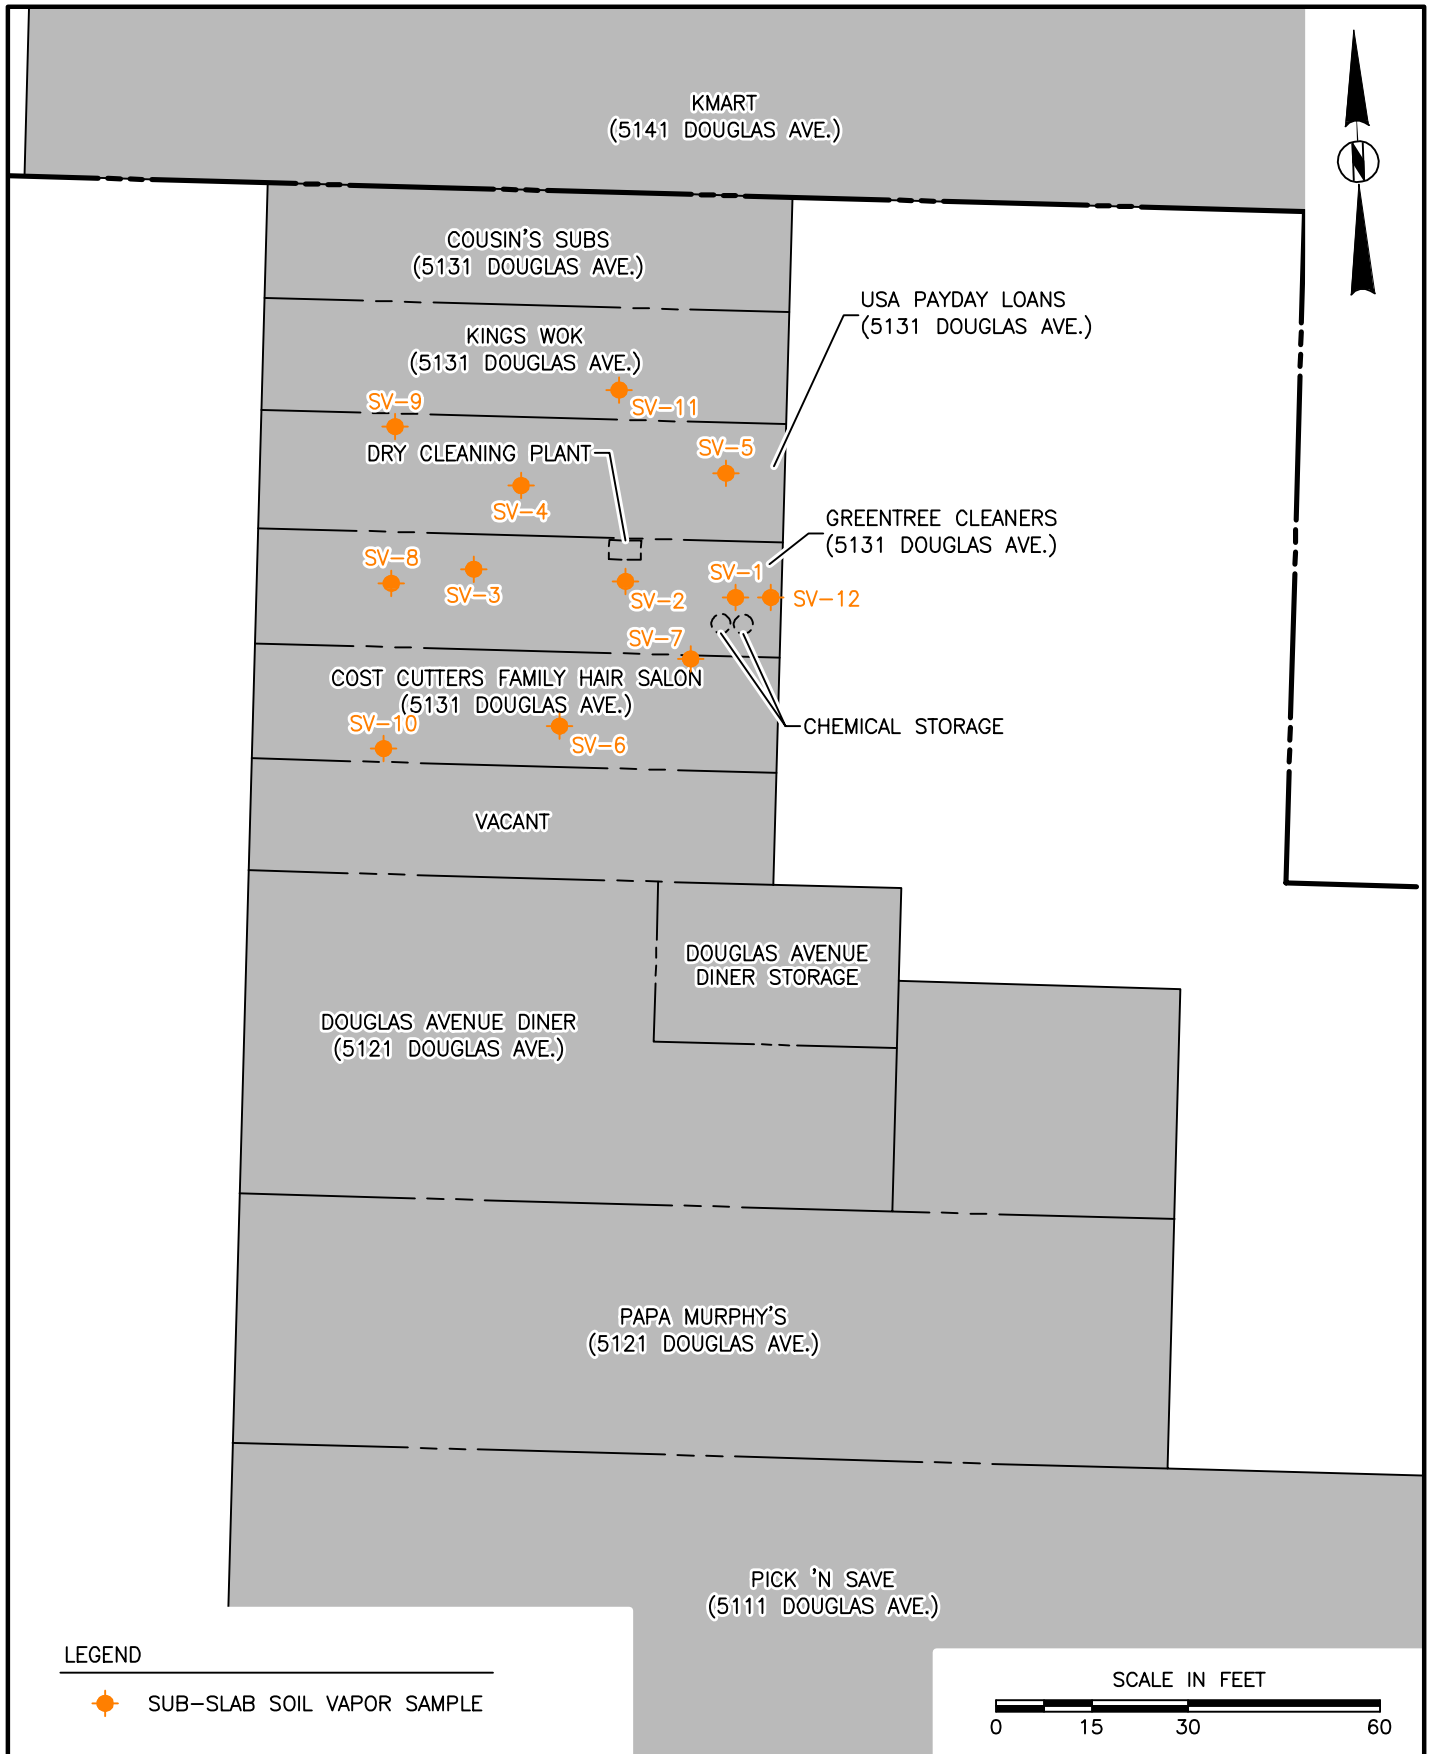 KMART
(5141 DOUGLAS AVE.)
COUSIN'S SUBS
(5131 DOUGLAS AVE.)
USA PAYDAY LOANS
(5131 DOUGLAS AVE.)
KINGS WOK
(5131 DOUGLAS AVE.)
SV-9
SV-11
SV-5
DRY CLEANING PLANT
SV-4
GREENTREE CLEANERS
(5131 DOUGLAS AVE.)
SV-8
SV-3
SV-2
SV-1
SV-12
SV-7
COST CUTTERS FAMILY HAIR SALON
(5131 DOUGLAS AVE.)
SV-10
SV-6
CHEMICAL STORAGE
VACANT
DOUGLAS AVENUE
DINER STORAGE
DOUGLAS AVENUE DINER
(5121 DOUGLAS AVE.)
PAPA MURPHY'S
(5121 DOUGLAS AVE.)
PICK 'N SAVE
(5111 DOUGLAS AVE.)
LEGEND
SUB-SLAB SOIL VAPOR SAMPLE
SCALE IN FEET
0 15 30 60